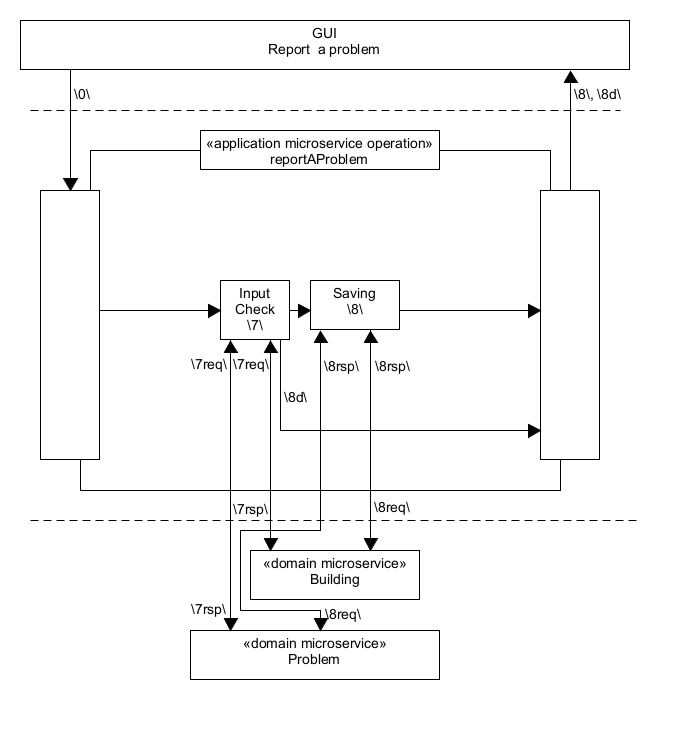 GUI
Report a problem
\0\
\8\, \8d\
«application microservice operation»
reportAProblem
Input
Check
\7\
Saving
\8\
\7req\
\7req\
\8rsp\
\8rsp\
\8d\
\7rsp\
\8req\
«domain microservice»
Building
\7rsp\
\8req\
«domain microservice»
Problem